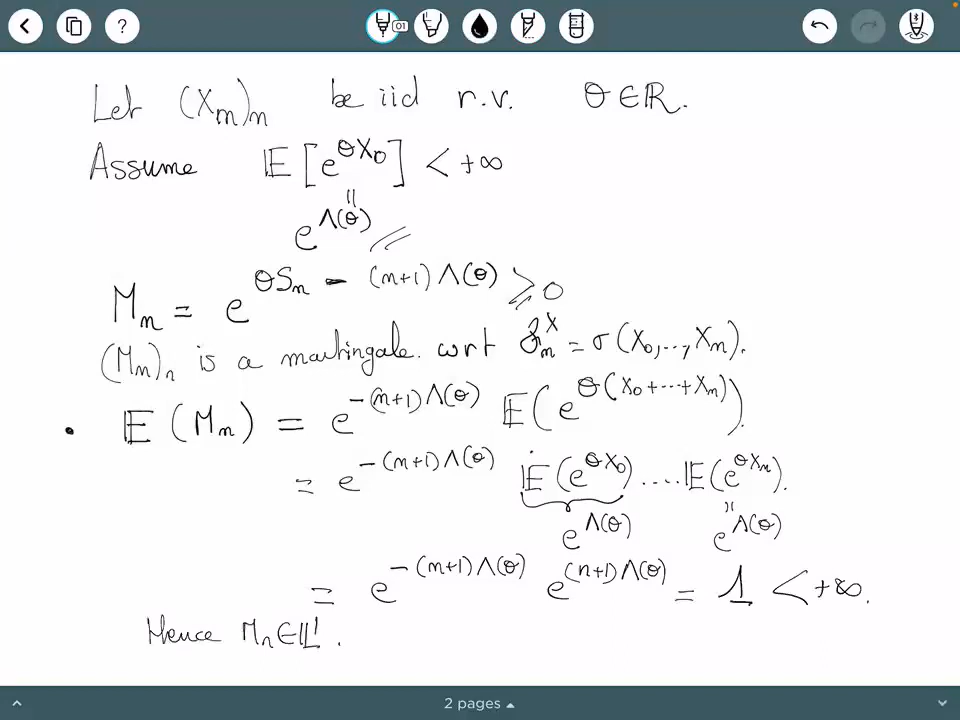 Let (X_n)_n be iid r.v. θ∈ℝ.
Assume 𝔼[e^{θX_0}] < +∞
=
e^{Λ(θ)}
M_n = e^{θS_n - (n+1)Λ(θ)} ≥ 0
(M_n)_n is a martingale. wrt ℱ_n^X = σ(X_0,..., X_n).
• 𝔼(M_n) = e^{-(n+1)Λ(θ)} 𝔼(e^{θ(X_0+...+X_n)})
= e^{-(n+1)Λ(θ)} 𝔼(e^{θX_0}) .... 𝔼(e^{θX_n}).
e^{Λ(θ)} = e^{Λ(θ)}
= e^{-(n+1)Λ(θ)} e^{(n+1)Λ(θ)} = 1 < +∞.
Hence M_n∈𝕃^1.
2 pages